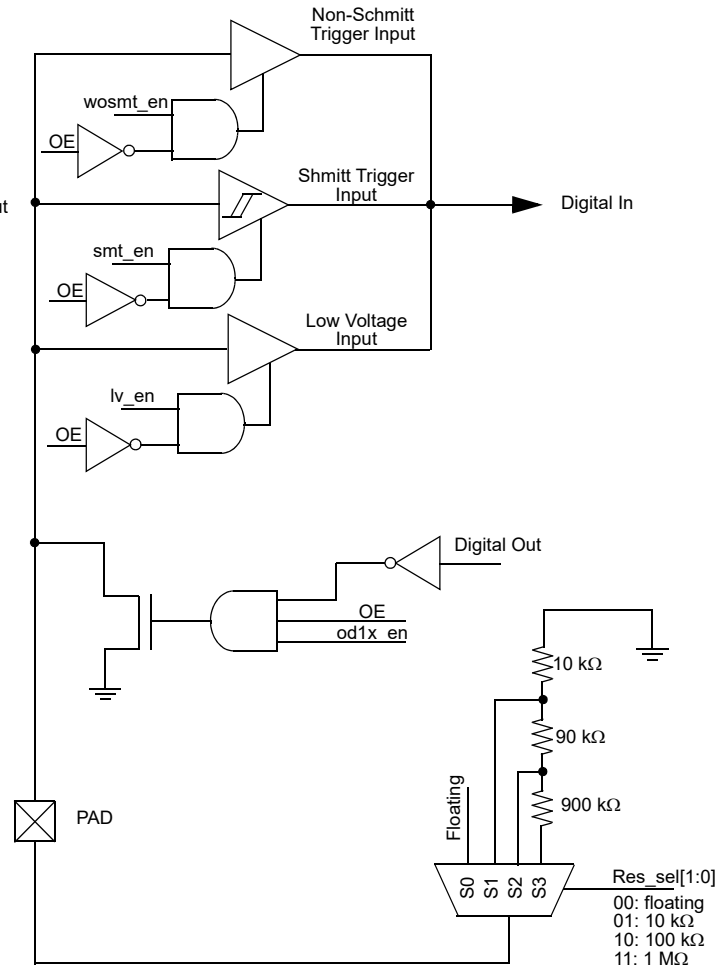 Non-Schmitt
Trigger Input
wosmt_en
OE
Shmitt Trigger
Input
Digital In
smt_en
OE
Low Voltage
Input
lv_en
OE
Digital Out
OE
od1x_en
10 kΩ
90 kΩ
900 kΩ
Floating
PAD
S0
S1
S2
S3
Res_sel[1:0]
00: floating
01: 10 kΩ
10: 100 kΩ
11: 1 MΩ